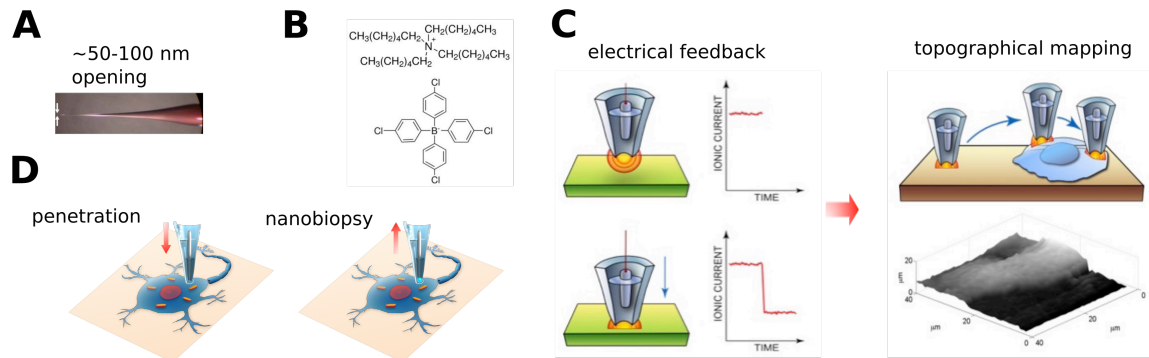 A
~50-100 nm
opening
B
CH₂(CH₂)₄CH₃
CH₃(CH₂)₄CH₂
N⁺
CH₃(CH₂)₄CH₂
CH₂(CH₂)₄CH₃
Cl
Cl
B⁻
Cl
Cl
C
electrical feedback
IONIC CURRENT
TIME
IONIC CURRENT
TIME
topographical mapping
20
µm
0
40
µm
20
0
40
20
µm
0
D
penetration
nanobiopsy